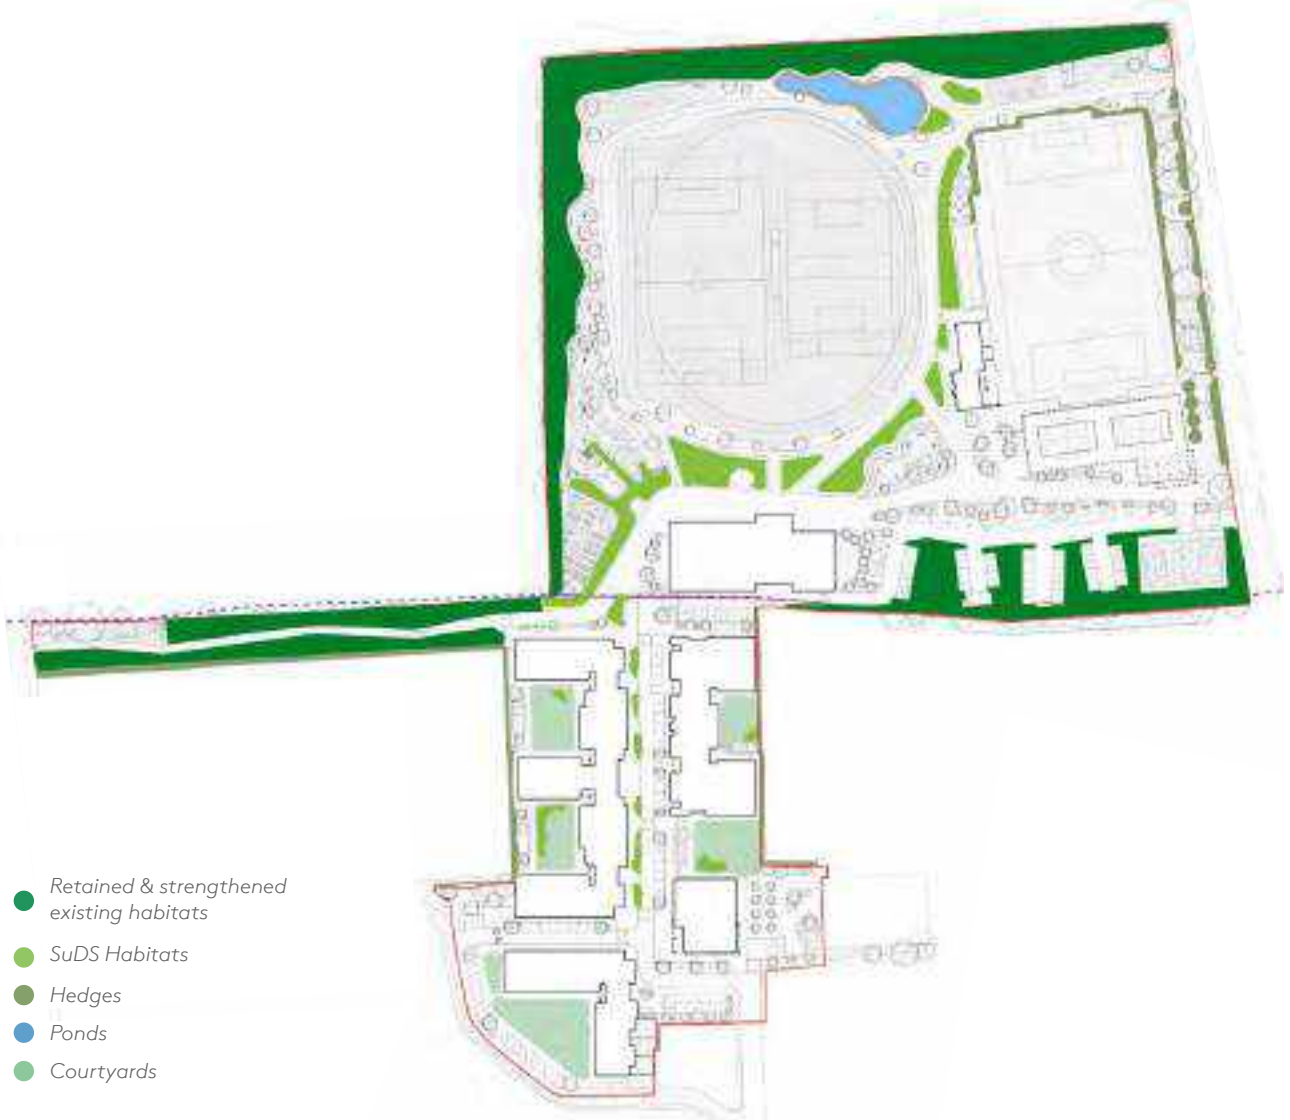 Retained & strengthened
existing habitats
SuDS Habitats
Hedges
Ponds
Courtyards